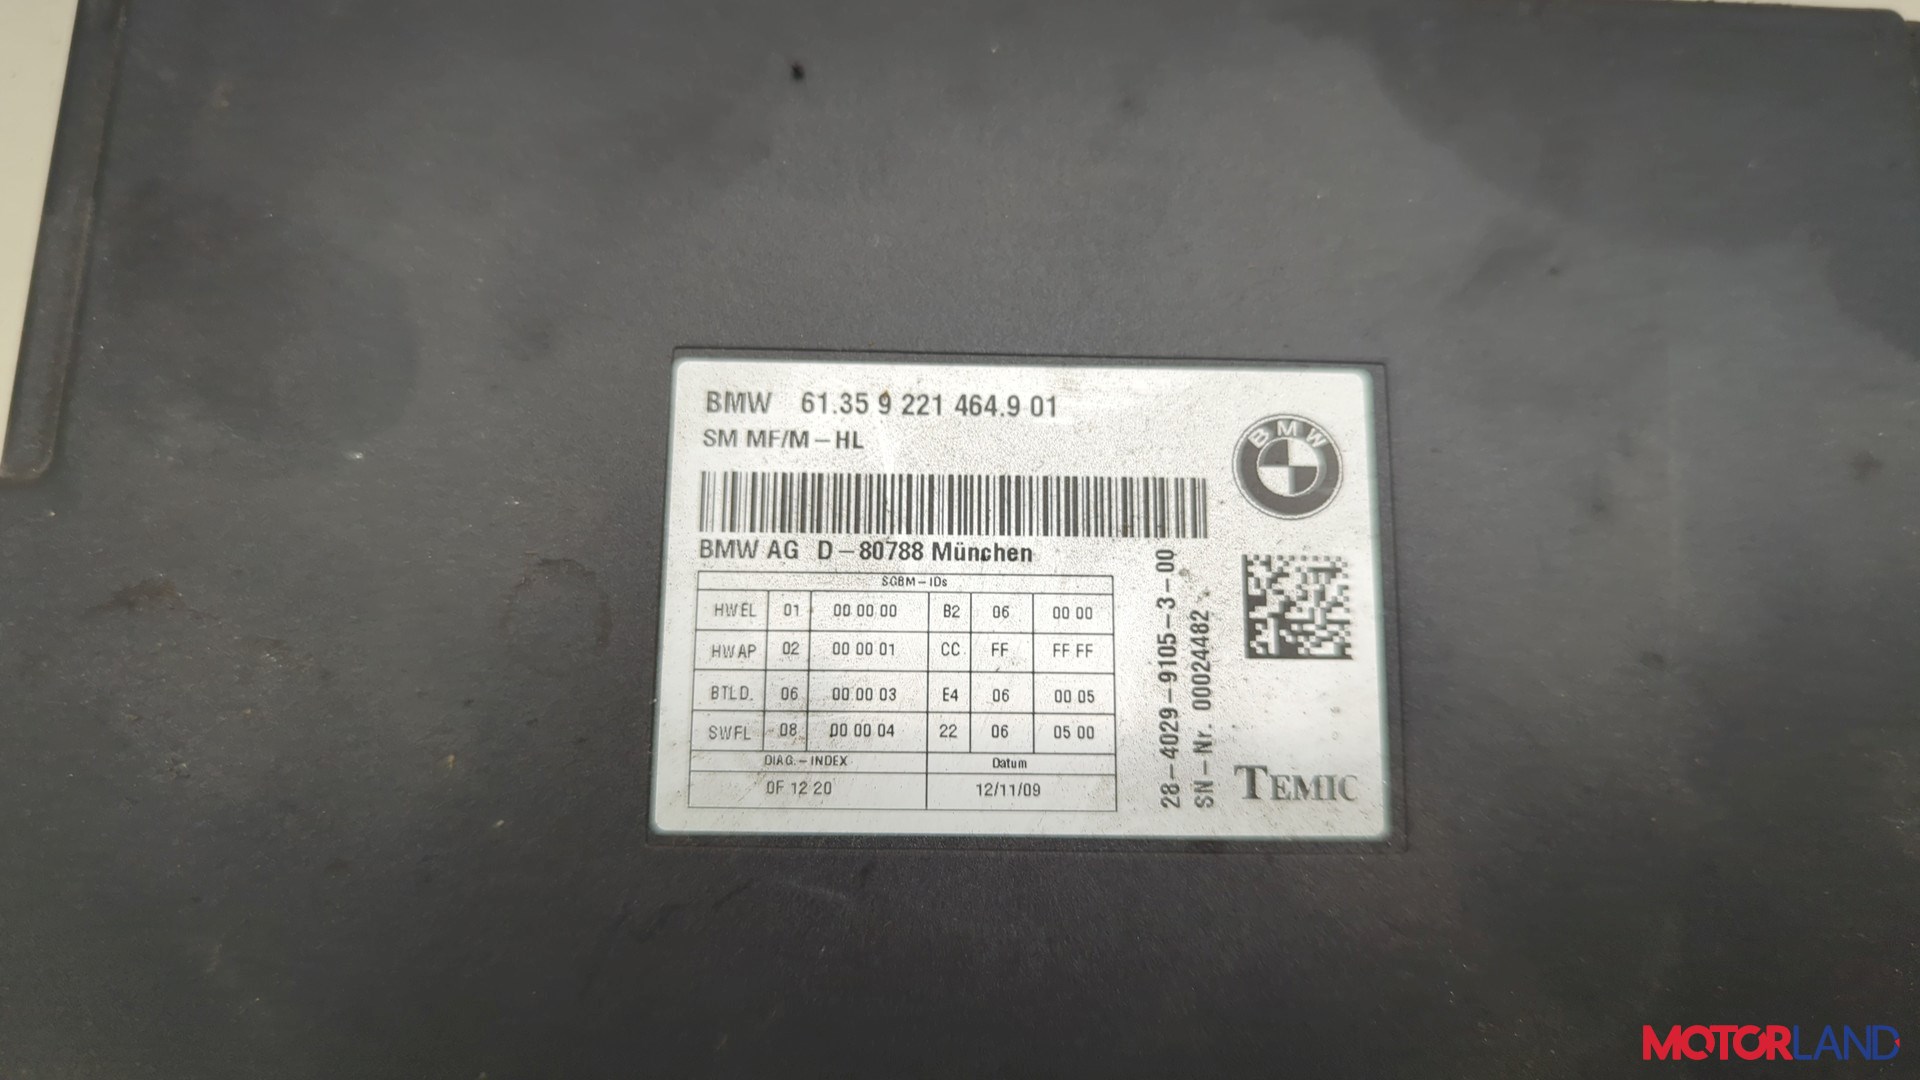 BMW 61.35 9 221 464.9 01
SM MF/M-HL
BMW
BMW AG D-80788 München
SGBM-IDs
HWEL 01 00 00 00 B2 06 00 00
HWAP 02 00 00 01 CC FF FF FF
BTLD. 06 00 00 03 E4 06 00 05
SWFL 08 00 00 04 22 06 05 00
DIAG.-INDEX Datum
0F 12 20 12/11/09
28-4029-9105-3-00
SN-Nr. 00024482
TEMIC
MOTORLAND